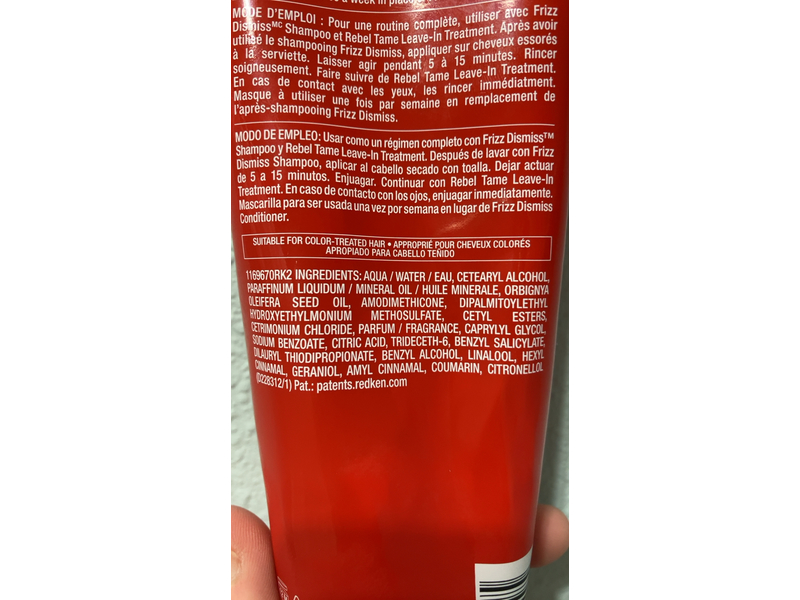 a week in place
MODE D'EMPLOI : Pour une routine complète, utiliser avec Frizz
Dismissᴹᶜ Shampoo et Rebel Tame Leave-In Treatment. Après avoir
utilisé le shampooing Frizz Dismiss, appliquer sur cheveux essorés
à la serviette. Laisser agir pendant 5 à 15 minutes. Rincer
soigneusement. Faire suivre de Rebel Tame Leave-In Treatment.
En cas de contact avec les yeux, les rincer immédiatment.
Masque à utiliser une fois par semaine en remplacement de
l'après-shampooing Frizz Dismiss.
MODO DE EMPLEO: Usar como un régimen completo con Frizz Dismiss™
Shampoo y Rebel Tame Leave-In Treatment. Después de lavar con Frizz
Dismiss Shampoo, aplicar al cabello secado con toalla. Dejar actuar
de 5 a 15 minutos. Enjuagar. Continuar con Rebel Tame Leave-In
Treatment. En caso de contacto con los ojos, enjuagar inmediatamente.
Mascarilla para ser usada una vez por semana en lugar de Frizz Dismiss
Conditioner.
SUITABLE FOR COLOR-TREATED HAIR • APPROPRIÉ POUR CHEVEUX COLORÉS
APROPIADO PARA CABELLO TEÑIDO
1169670RK2 INGREDIENTS: AQUA / WATER / EAU, CETEARYL ALCOHOL,
PARAFFINUM LIQUIDUM / MINERAL OIL / HUILE MINERALE, ORBIGNYA
OLEIFERA SEED OIL, AMODIMETHICONE, DIPALMITOYLETHYL
HYDROXYETHYLMONIUM METHOSULFATE, CETYL ESTERS,
CETRIMONIUM CHLORIDE, PARFUM / FRAGRANCE, CAPRYLYL GLYCOL,
SODIUM BENZOATE, CITRIC ACID, TRIDECETH-6, BENZYL SALICYLATE,
DILAURYL THIODIPROPIONATE, BENZYL ALCOHOL, LINALOOL, HEXYL
CINNAMAL, GERANIOL, AMYL CINNAMAL, COUMARIN, CITRONELLOL
(D228312/1) Pat.: patents.redken.com